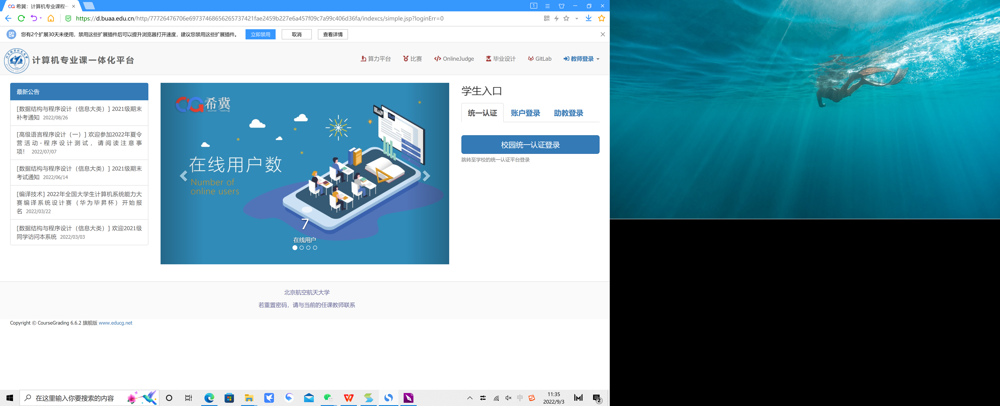 希冀：计算机专业课程一
1
https://d.buaa.edu.cn/http/77726476706e69737468656265737421fae2459b227e6a457f09c7a99c406d36fa/indexcs/simple.jsp?loginErr=0
您有2个扩展30天未使用，禁用这些扩展插件后可以提升浏览器打开速度，建议您禁用这些扩展插件。 立即禁用 取消 查看详情
计算机专业课一体化平台
算力平台 比赛 OnlineJudge 毕业设计 GitLab 教师登录
最新公告
[数据结构与程序设计（信息大类）] 2021级期末
补考通知 2022/08/26
[高级语言程序设计（一）] 欢迎参加2022年夏令
营活动-程序设计测试，请阅读注意事
项！ 2022/07/07
[数据结构与程序设计（信息大类）] 2021级期末
考试通知 2022/06/14
[编译技术] 2022年全国大学生计算机系统能力大
赛编译系统设计赛（华为毕昇杯）开始报
名 2022/03/22
[数据结构与程序设计（信息大类）] 欢迎2021级
同学访问本系统 2022/03/03
CG希冀
ourse rading
在线用户数
Number of
online users
Python
7
在线用户
学生入口
统一认证 账户登录 助教登录
校园统一认证登录
跳转至学校的统一认证平台登录
北京航空航天大学
若重置密码，请与当前的任课教师联系
Copyright © CourseGrading 6.6.2 旗舰版 www.educg.net
在这里输入你要搜索的内容
中
11:35
2022/9/3
2